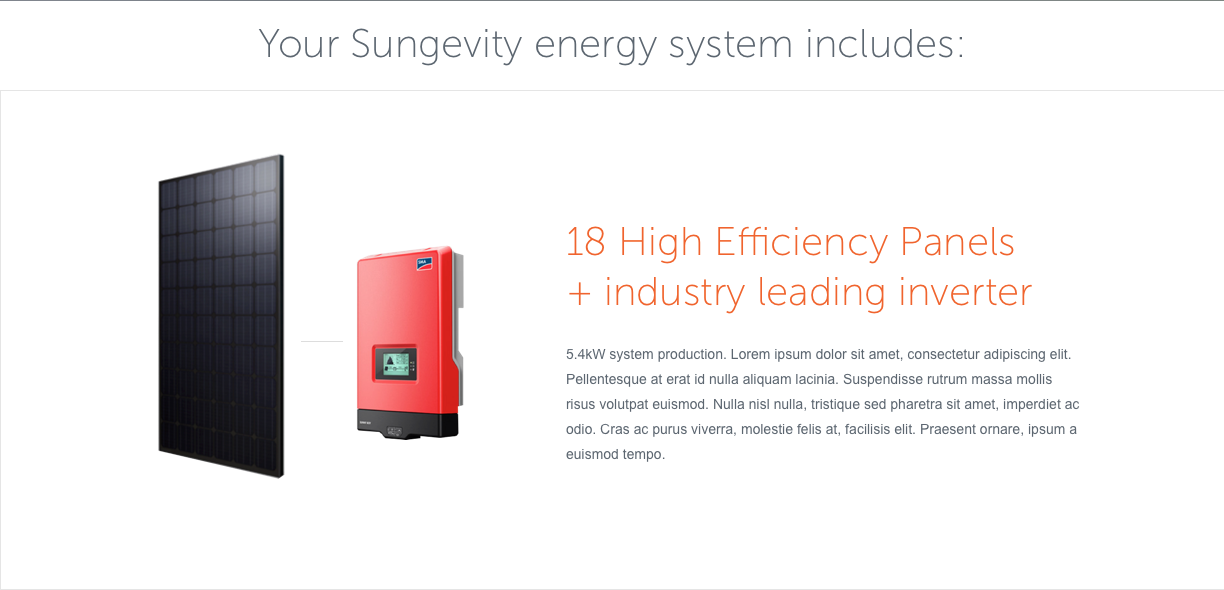 Your Sungevity energy system includes:
SMA
18 High Efficiency Panels
+ industry leading inverter
5.4kW system production. Lorem ipsum dolor sit amet, consectetur adipiscing elit.
Pellentesque at erat id nulla aliquam lacinia. Suspendisse rutrum massa mollis
risus volutpat euismod. Nulla nisl nulla, tristique sed pharetra sit amet, imperdiet ac
odio. Cras ac purus viverra, molestie felis at, facilisis elit. Praesent ornare, ipsum a
euismod tempo.